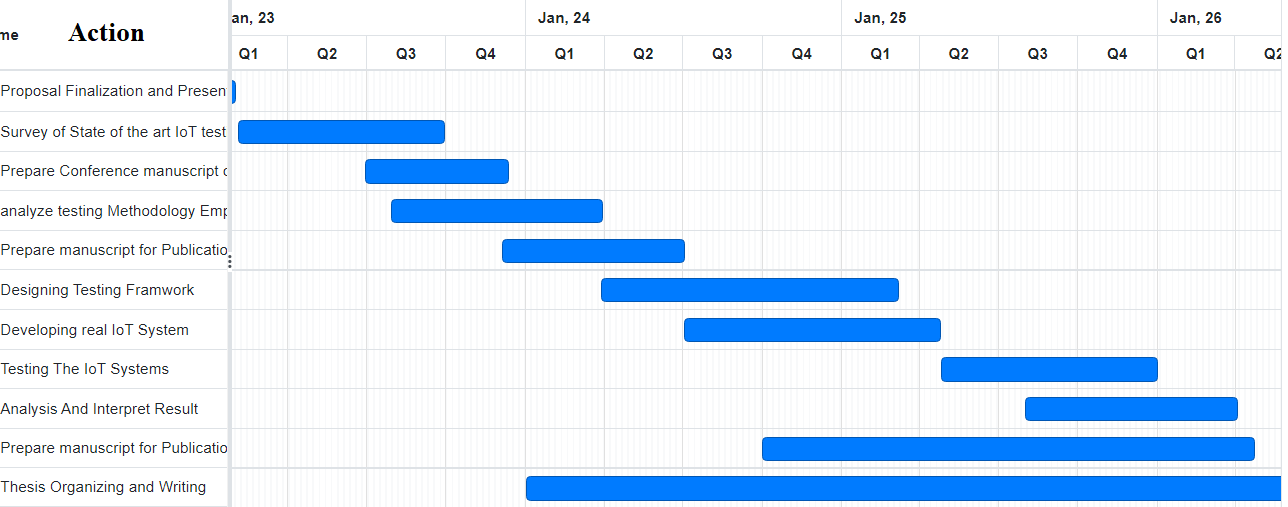 an, 23 Jan, 24 Jan, 25 Jan, 26
me Action
Q1 Q2 Q3 Q4 Q1 Q2 Q3 Q4 Q1 Q2 Q3 Q4 Q1 Q2
Proposal Finalization and Presen
Survey of State of the art IoT test
Prepare Conference manuscript
analyze testing Methodology Emp
Prepare manuscript for Publicatio
Designing Testing Framwork
Developing real IoT System
Testing The IoT Systems
Analysis And Interpret Result
Prepare manuscript for Publicatio
Thesis Organizing and Writing